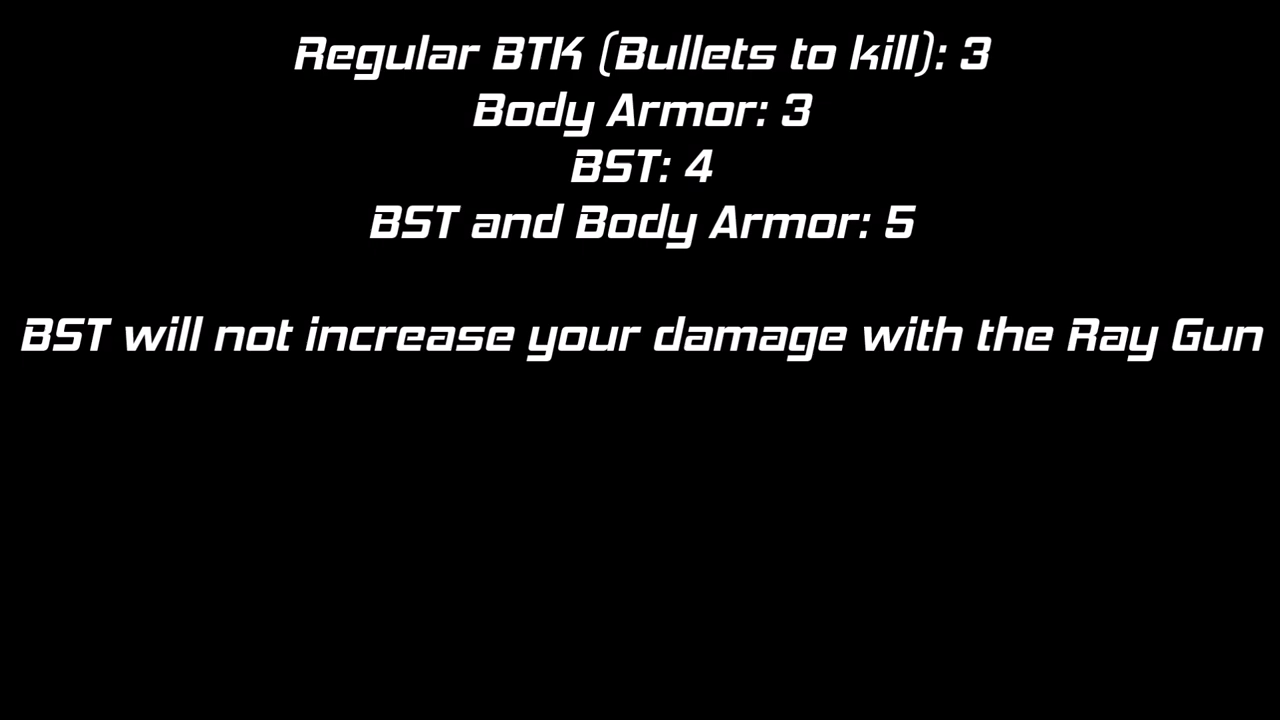 Regular BTK (Bullets to kill): 3
Body Armor: 3
BST: 4
BST and Body Armor: 5
BST will not increase your damage with the Ray Gun